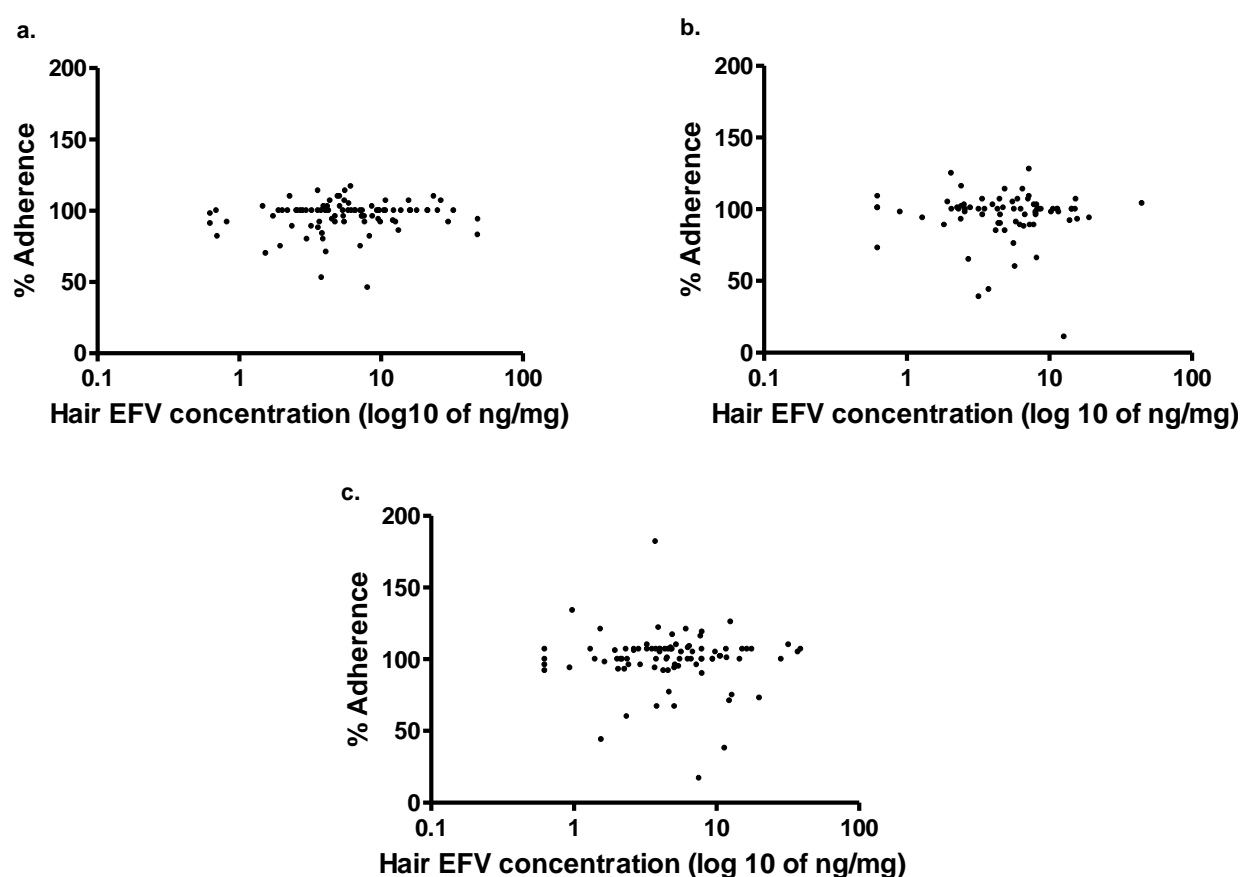 a.
200
150
100
50
0
% Adherence
0.1 1 10 100
Hair EFV concentration (log10 of ng/mg)
b.
200
150
100
50
0
% Adherence
0.1 1 10 100
Hair EFV concentration (log 10 of ng/mg)
c.
200
150
100
50
0
% Adherence
0.1 1 10 100
Hair EFV concentration (log 10 of ng/mg)